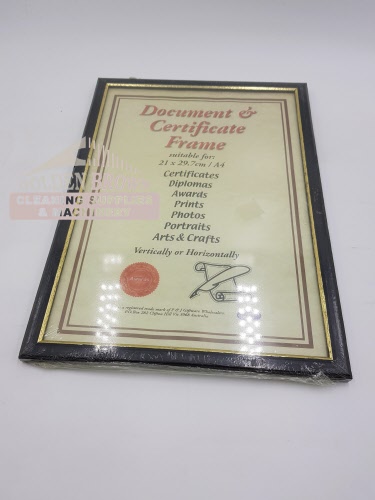 Document &
Certificate
Frame
suitable for:
21 x 29.7cm / A4
Certificates
Diplomas
Awards
Prints
Photos
Portraits
Arts & Crafts
Vertically or Horizontally
CLEANING SUPPLIES
& MACHINERY